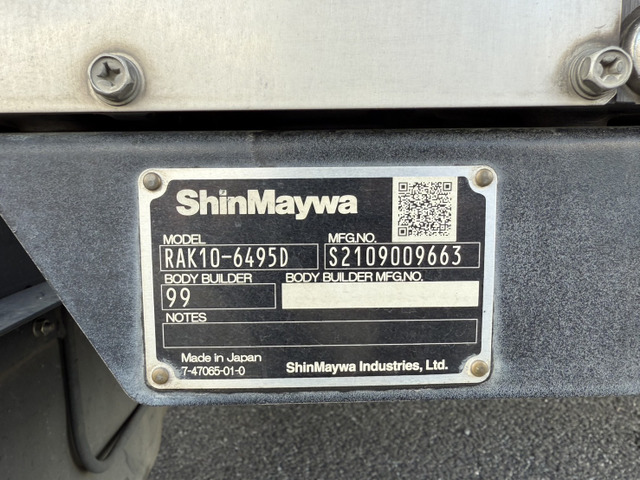 ShinMaywa
MODEL MFG.NO.
RAK10-6495D S2109009663
BODY BUILDER BODY BUILDER MFG.NO.
99
NOTES
Made in Japan
7-47065-01-0 ShinMaywa Industries, Ltd.